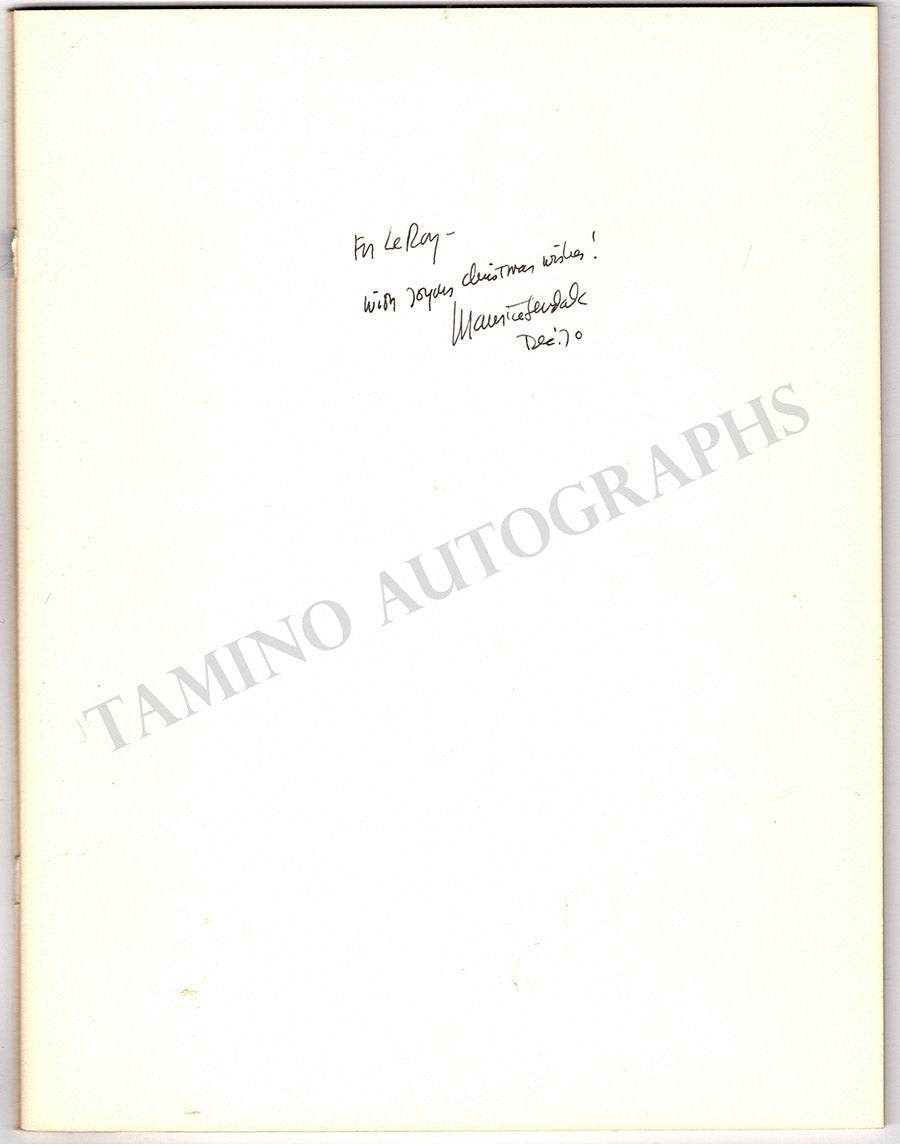 For LeRoy –
with joyous christmas wishes!
Maurice Sendak
Dec. 70
TAMINO AUTOGRAPHS